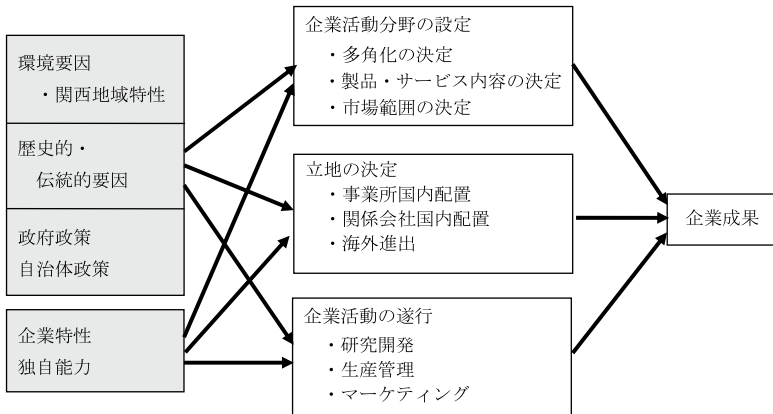 環境要因
・関西地域特性
歴史的・
伝統的要因
政府政策
自治体政策
企業特性
独自能力
企業活動分野の設定
・多角化の決定
・製品・サービス内容の決定
・市場範囲の決定
立地の決定
・事業所国内配置
・関係会社国内配置
・海外進出
企業活動の遂行
・研究開発
・生産管理
・マーケティング
企業成果